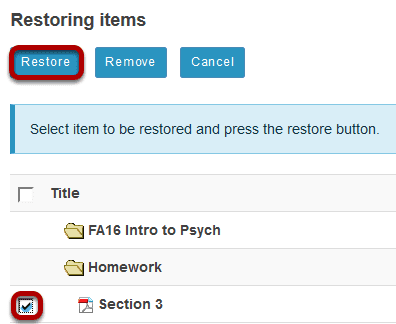 Restoring items
Restore Remove Cancel
Select item to be restored and press the restore button.
Title
FA16 Intro to Psych
Homework
Section 3